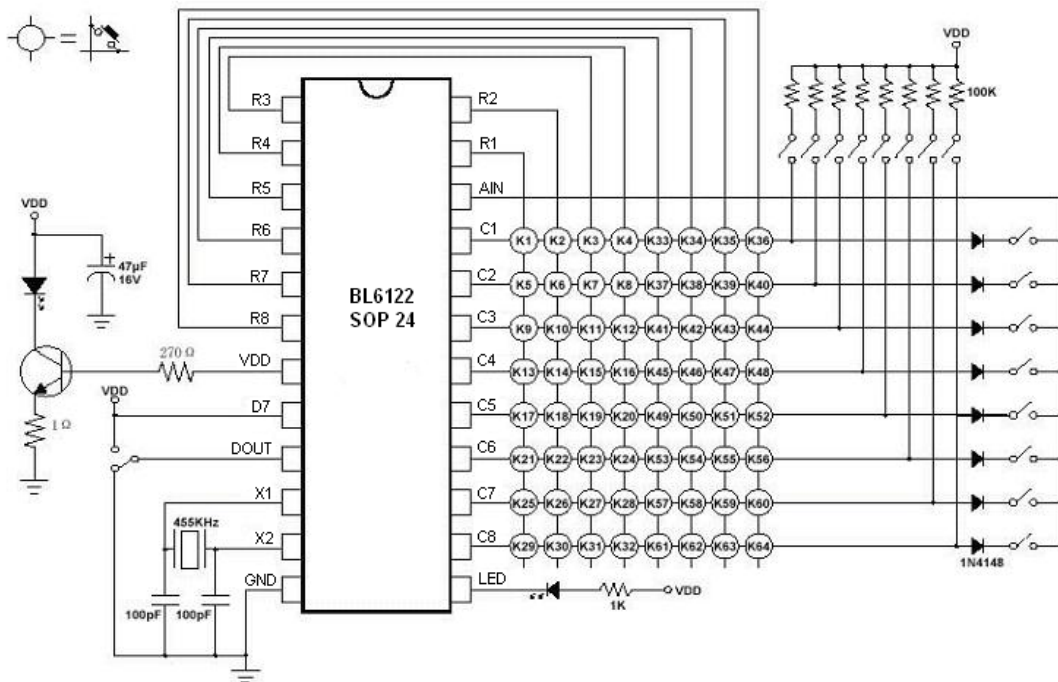 VDD
100K
R3
R2
R4
R1
R5
AIN
VDD
R6
C1
K1 K2 K3 K4 K33 K34 K35 K36
47µF
16V
R7
C2
K5 K6 K7 K8 K37 K38 K39 K40
BL6122
SOP 24
R8
C3
K9 K10 K11 K12 K41 K42 K43 K44
270 Ω
VDD
C4
K13 K14 K15 K16 K45 K46 K47 K48
VDD
D7
C5
K17 K18 K19 K20 K49 K50 K51 K52
1 Ω
DOUT
C6
K21 K22 K23 K24 K53 K54 K55 K56
X1
C7
K25 K26 K27 K28 K57 K58 K59 K60
455KHz
X2
C8
K29 K30 K31 K32 K61 K62 K63 K64
1N4148
GND
LED
VDD
1K
100pF 100pF